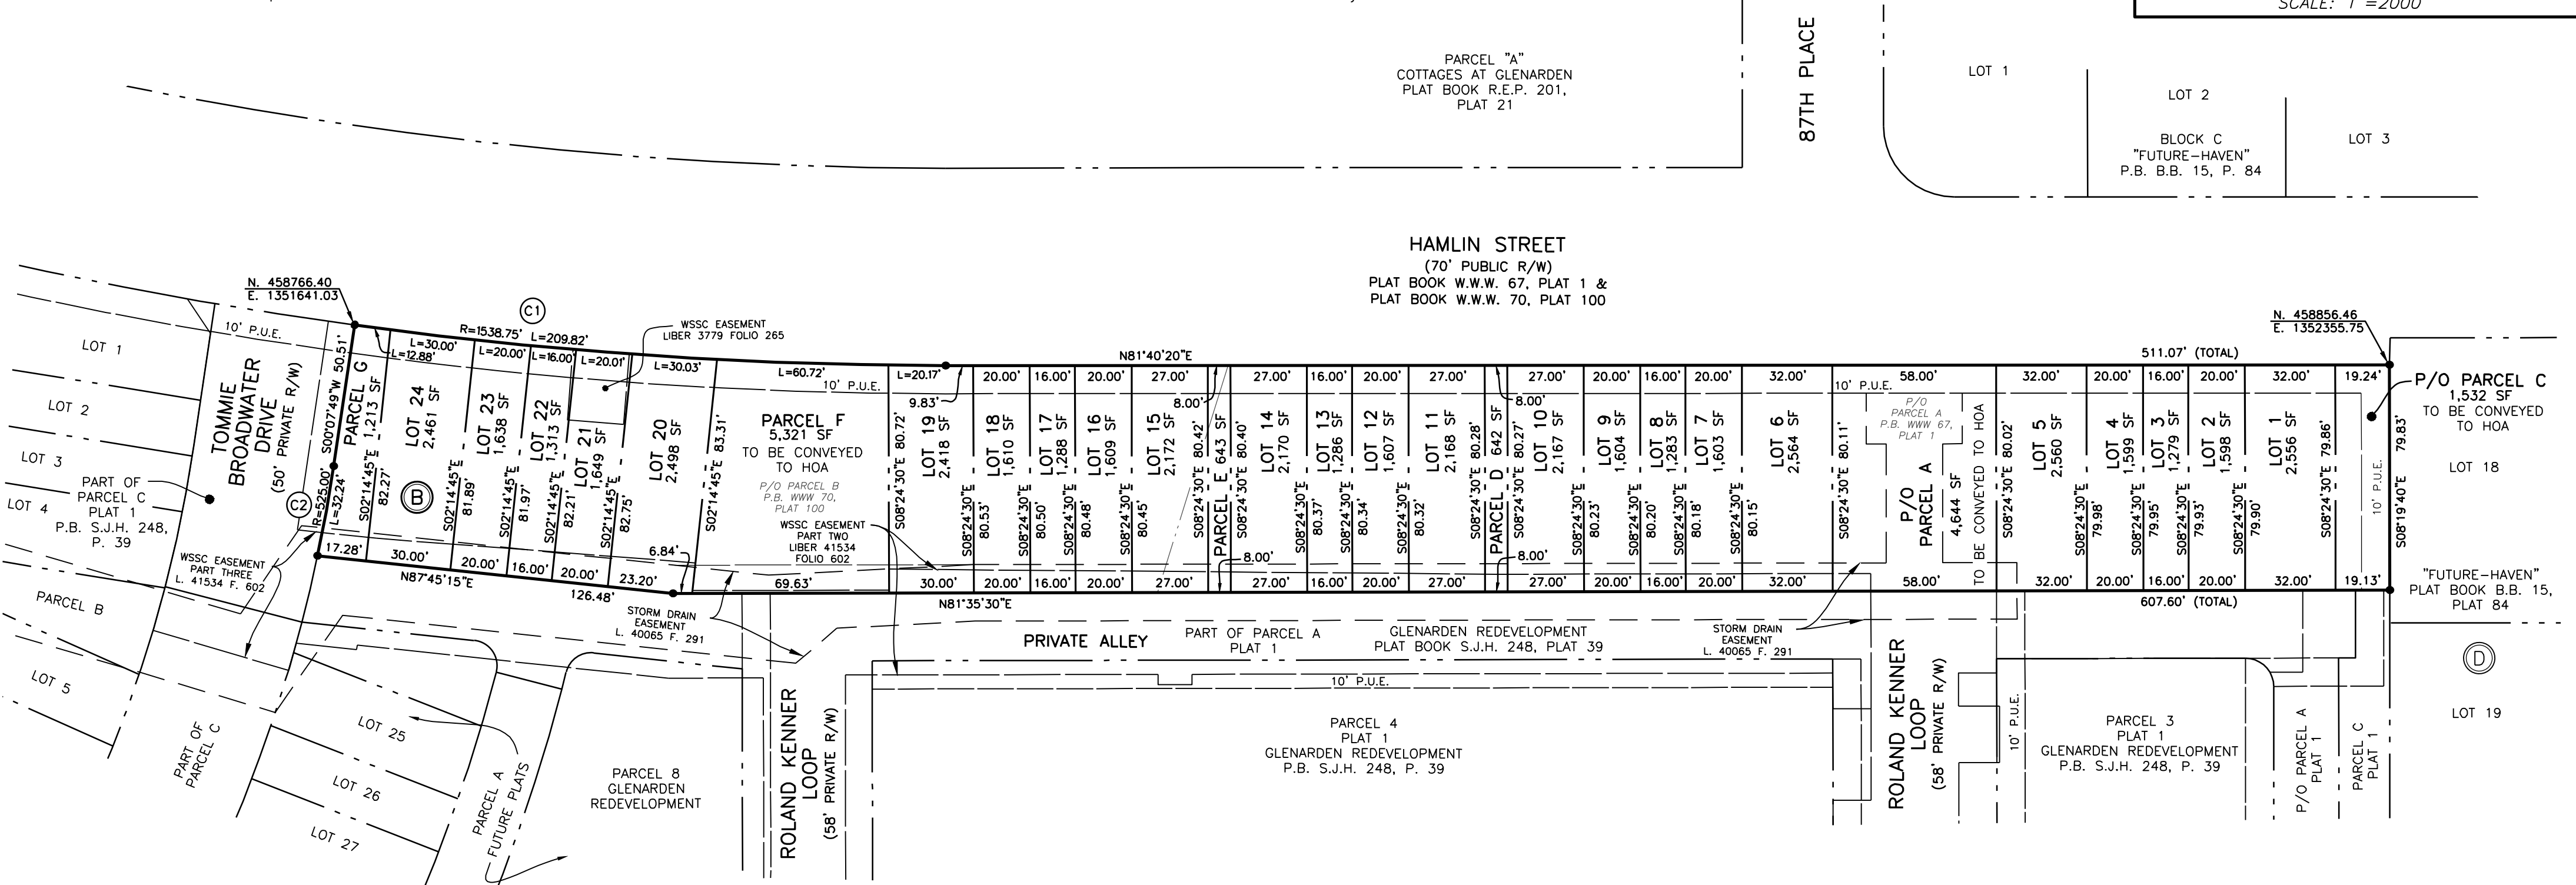 SCALE: 1"=2000'
PARCEL "A"
COTTAGES AT GLENARDEN
PLAT BOOK R.E.P. 201,
PLAT 21
87TH PLACE
LOT 1
LOT 2
BLOCK C
"FUTURE-HAVEN"
P.B. B.B. 15, P. 84
LOT 3
HAMLIN STREET
(70' PUBLIC R/W)
PLAT BOOK W.W.W. 67, PLAT 1 &
PLAT BOOK W.W.W. 70, PLAT 100
N. 458766.40
E. 1351641.03
C1
R=1538.75' L=209.82'
WSSC EASEMENT
LIBER 3779 FOLIO 265
N81°40'20"E
511.07' (TOTAL)
N. 458856.46
E. 1352355.75
10' P.U.E.
L=12.88'
L=30.00'
L=20.00'
L=16.00'
L=20.01'
L=30.03'
L=60.72'
10' P.U.E.
L=20.17'
9.83'
20.00'
16.00'
20.00'
27.00'
8.00'
27.00'
16.00'
20.00'
27.00'
8.00'
27.00'
20.00'
16.00'
20.00'
32.00'
10' P.U.E.
58.00'
32.00'
20.00'
16.00'
20.00'
32.00'
19.24'
LOT 1
LOT 2
LOT 3
LOT 4
LOT 5
TOMMIE
BROADWATER
DRIVE
(50' PRIVATE R/W)
PART OF
PARCEL C
PLAT 1
P.B. S.J.H. 248,
P. 39
C2
S00°07'49"W 50.51'
R=525.00'
L=132.24'
PARCEL G
1,213 SF
S02°14'45"E
82.27'
LOT 24
2,461 SF
B
S02°14'45"E
81.89'
LOT 23
1,638 SF
S02°14'45"E
81.97'
LOT 22
1,313 SF
S02°14'45"E
82.21'
LOT 21
1,649 SF
S02°14'45"E
82.75'
LOT 20
2,498 SF
S02°14'45"E 83.31'
PARCEL F
5,321 SF
TO BE CONVEYED
TO HOA
P/O PARCEL B
P.B. WWW 70,
PLAT 100
WSSC EASEMENT
PART TWO
LIBER 41534
FOLIO 602
S08°24'30"E 80.72'
LOT 19
2,418 SF
S08°24'30"E
80.53'
LOT 18
1,610 SF
S08°24'30"E
80.50'
LOT 17
1,288 SF
S08°24'30"E
80.48'
LOT 16
1,609 SF
S08°24'30"E
80.45'
LOT 15
2,172 SF
S08°24'30"E 80.42'
PARCEL E 643 SF
S08°24'30"E 80.40'
LOT 14
2,170 SF
S08°24'30"E
80.37'
LOT 13
1,286 SF
S08°24'30"E
80.34'
LOT 12
1,607 SF
S08°24'30"E
80.32'
LOT 11
2,168 SF
S08°24'30"E 80.28'
PARCEL D 642 SF
S08°24'30"E 80.27'
LOT 10
2,167 SF
S08°24'30"E
80.23'
LOT 9
1,604 SF
S08°24'30"E
80.20'
LOT 8
1,283 SF
S08°24'30"E
80.18'
LOT 7
1,603 SF
S08°24'30"E
80.15'
LOT 6
2,564 SF
S08°24'30"E 80.11'
P/O
PARCEL A
P.B. WWW 67,
PLAT 1
P/O
PARCEL A
4,644 SF
TO BE CONVEYED TO HOA
S08°24'30"E 80.02'
LOT 5
2,560 SF
S08°24'30"E
79.98'
LOT 4
1,599 SF
S08°24'30"E
79.95'
LOT 3
1,279 SF
S08°24'30"E
79.93'
LOT 2
1,598 SF
S08°24'30"E
79.90'
LOT 1
2,556 SF
S08°24'30"E 79.86'
10' P.U.E.
S08°19'40"E 79.83'
P/O PARCEL C
1,532 SF
TO BE CONVEYED
TO HOA
LOT 18
"FUTURE-HAVEN"
PLAT BOOK B.B. 15,
PLAT 84
D
LOT 19
WSSC EASEMENT
PART THREE
L. 41534 F. 602
17.28'
30.00'
20.00'
16.00'
20.00'
23.20'
6.84'
69.63'
30.00'
20.00'
16.00'
20.00'
27.00'
8.00'
27.00'
16.00'
20.00'
27.00'
8.00'
27.00'
20.00'
16.00'
20.00'
32.00'
58.00'
32.00'
20.00'
16.00'
20.00'
32.00'
19.13'
N87°45'15"E
126.48'
N81°35'30"E
607.60' (TOTAL)
STORM DRAIN
EASEMENT
L. 40065 F. 291
PRIVATE ALLEY
PART OF PARCEL A
PLAT 1
GLENARDEN REDEVELOPMENT
PLAT BOOK S.J.H. 248, PLAT 39
STORM DRAIN
EASEMENT
L. 40065 F. 291
PARCEL B
PART OF
PARCEL C
LOT 25
LOT 26
LOT 27
PARCEL A
FUTURE PLATS
PARCEL 8
GLENARDEN
REDEVELOPMENT
ROLAND KENNER
LOOP
(58' PRIVATE R/W)
10' P.U.E.
PARCEL 4
PLAT 1
GLENARDEN REDEVELOPMENT
P.B. S.J.H. 248, P. 39
ROLAND KENNER
LOOP
(58' PRIVATE R/W)
10' P.U.E.
PARCEL 3
PLAT 1
GLENARDEN REDEVELOPMENT
P.B. S.J.H. 248, P. 39
P/O PARCEL A
PLAT 1
PARCEL C
PLAT 1